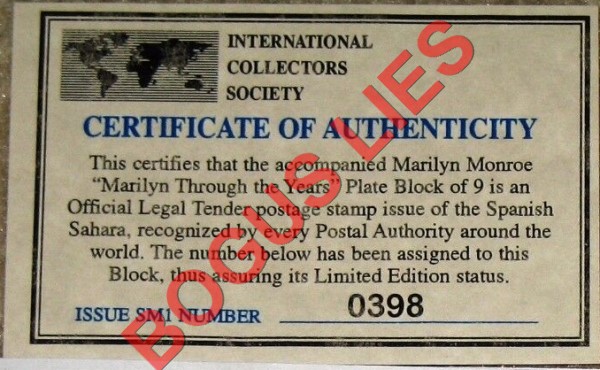 INTERNATIONAL
COLLECTORS
SOCIETY
CERTIFICATE OF AUTHENTICITY
This certifies that the accompanied Marilyn Monroe
“Marilyn Through the Years” Plate Block of 9 is an
Official Legal Tender postage stamp issue of the Spanish
Sahara, recognized by every Postal Authority around the
world. The number below has been assigned to this
Block, thus assuring its Limited Edition status.
ISSUE SM1 NUMBER 0398
BOGUS LIES